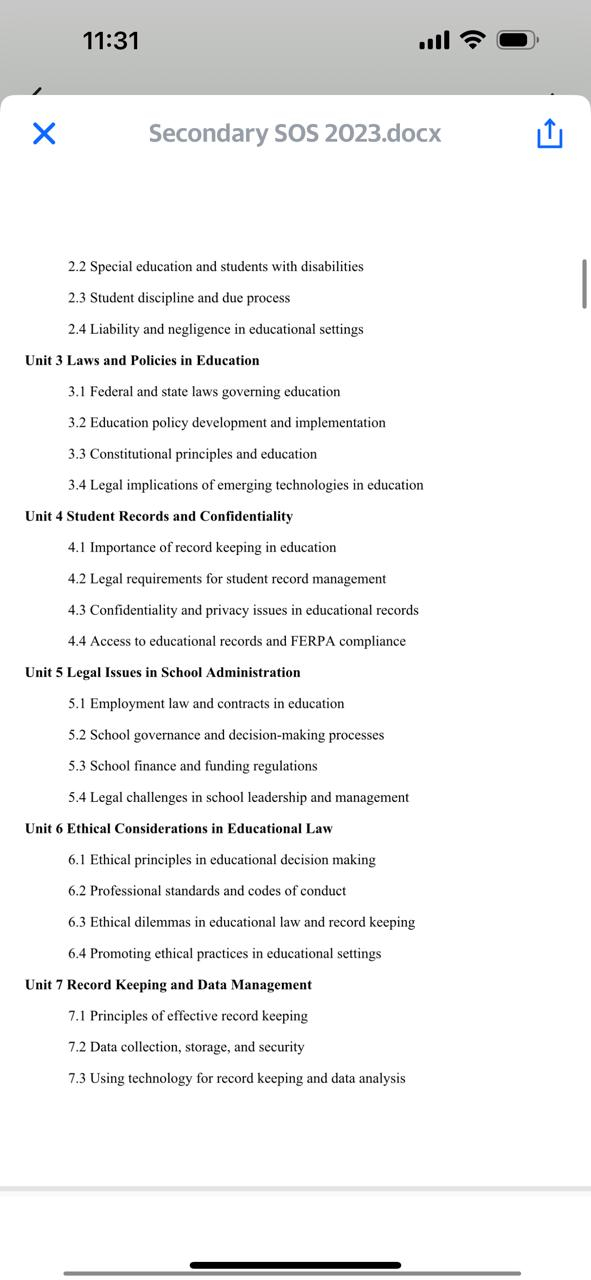 11:31
Secondary SOS 2023.docx
2.2 Special education and students with disabilities
2.3 Student discipline and due process
2.4 Liability and negligence in educational settings
Unit 3 Laws and Policies in Education
3.1 Federal and state laws governing education
3.2 Education policy development and implementation
3.3 Constitutional principles and education
3.4 Legal implications of emerging technologies in education
Unit 4 Student Records and Confidentiality
4.1 Importance of record keeping in education
4.2 Legal requirements for student record management
4.3 Confidentiality and privacy issues in educational records
4.4 Access to educational records and FERPA compliance
Unit 5 Legal Issues in School Administration
5.1 Employment law and contracts in education
5.2 School governance and decision-making processes
5.3 School finance and funding regulations
5.4 Legal challenges in school leadership and management
Unit 6 Ethical Considerations in Educational Law
6.1 Ethical principles in educational decision making
6.2 Professional standards and codes of conduct
6.3 Ethical dilemmas in educational law and record keeping
6.4 Promoting ethical practices in educational settings
Unit 7 Record Keeping and Data Management
7.1 Principles of effective record keeping
7.2 Data collection, storage, and security
7.3 Using technology for record keeping and data analysis